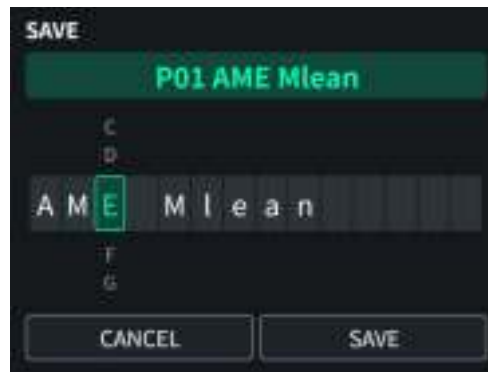 SAVE
P01 AME Mlean
C
D
AME Mlean
F
G
CANCEL SAVE